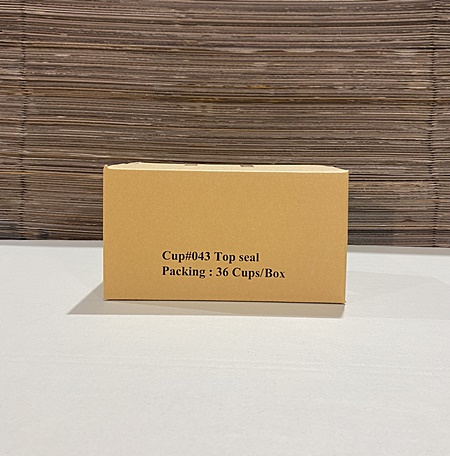 Cup#043 Top seal
Packing : 36 Cups/Box